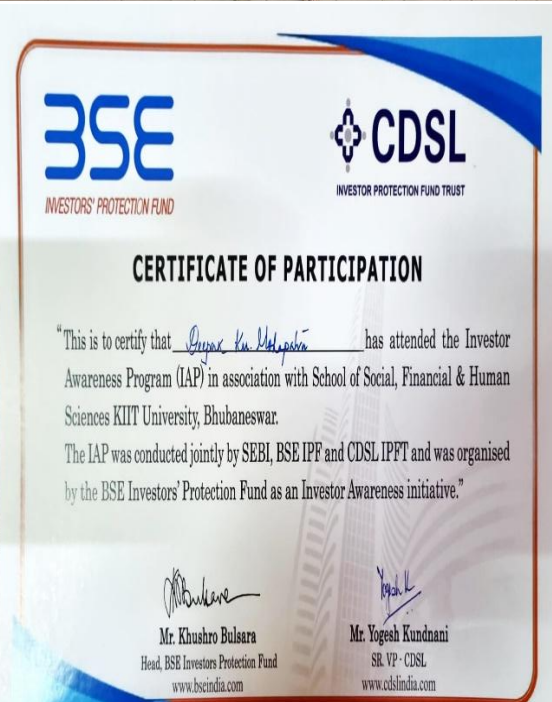 BSE
INVESTORS' PROTECTION FUND
CDSL
INVESTOR PROTECTION FUND TRUST
CERTIFICATE OF PARTICIPATION
“This is to certify that Deepak Ku. Mohapatra has attended the Investor
Awareness Program (IAP) in association with School of Social, Financial & Human
Sciences KIIT University, Bhubaneswar.
The IAP was conducted jointly by SEBI, BSE IPF and CDSL IPFT and was organised
by the BSE Investors' Protection Fund as an Investor Awareness initiative.”
Yogesh K
Mr. Khushro Bulsara
Head, BSE Investors Protection Fund
www.bseindia.com
Mr. Yogesh Kundnani
SR. VP - CDSL
www.cdslindia.com